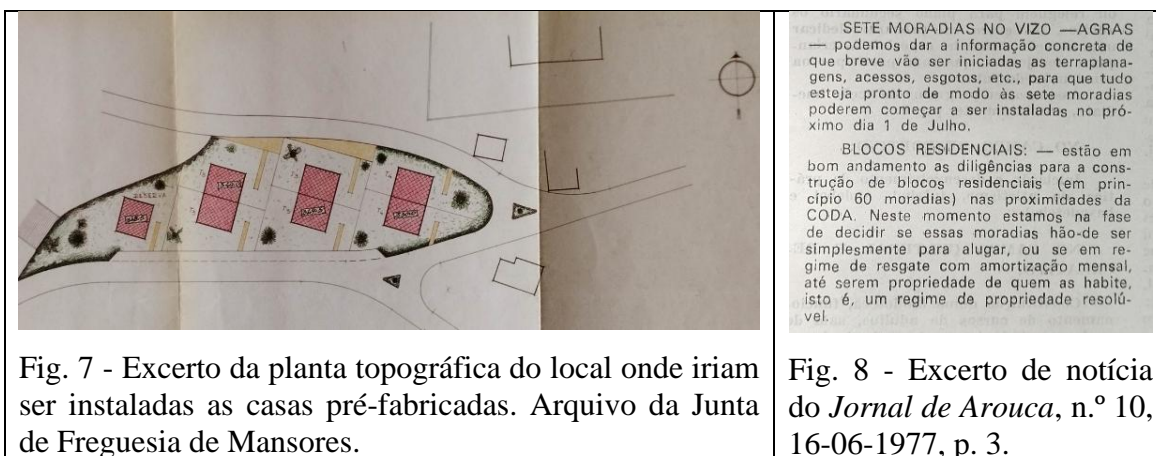 RESERVA
SETE MORADIAS NO VIZO —AGRAS
— podemos dar a informação concreta de
que breve vão ser iniciadas as terraplana-
gens, acessos, esgotos, etc., para que tudo
esteja pronto de modo às sete moradias
poderem começar a ser instaladas no pró-
ximo dia 1 de Julho.
BLOCOS RESIDENCIAIS: — estão em
bom andamento as diligências para a cons-
trução de blocos residenciais (em prin-
cípio 60 moradias) nas proximidades da
CODA. Neste momento estamos na fase
de decidir se essas moradias hão-de ser
simplesmente para alugar, ou se em re-
gime de resgate com amortização mensal,
até serem propriedade de quem as habite,
isto é, um regime de propriedade resolú-
vel.
Fig. 7 - Excerto da planta topográfica do local onde iriam
ser instaladas as casas pré-fabricadas. Arquivo da Junta
de Freguesia de Mansores.
Fig. 8 - Excerto de notícia
do Jornal de Arouca, n.º 10,
16-06-1977, p. 3.